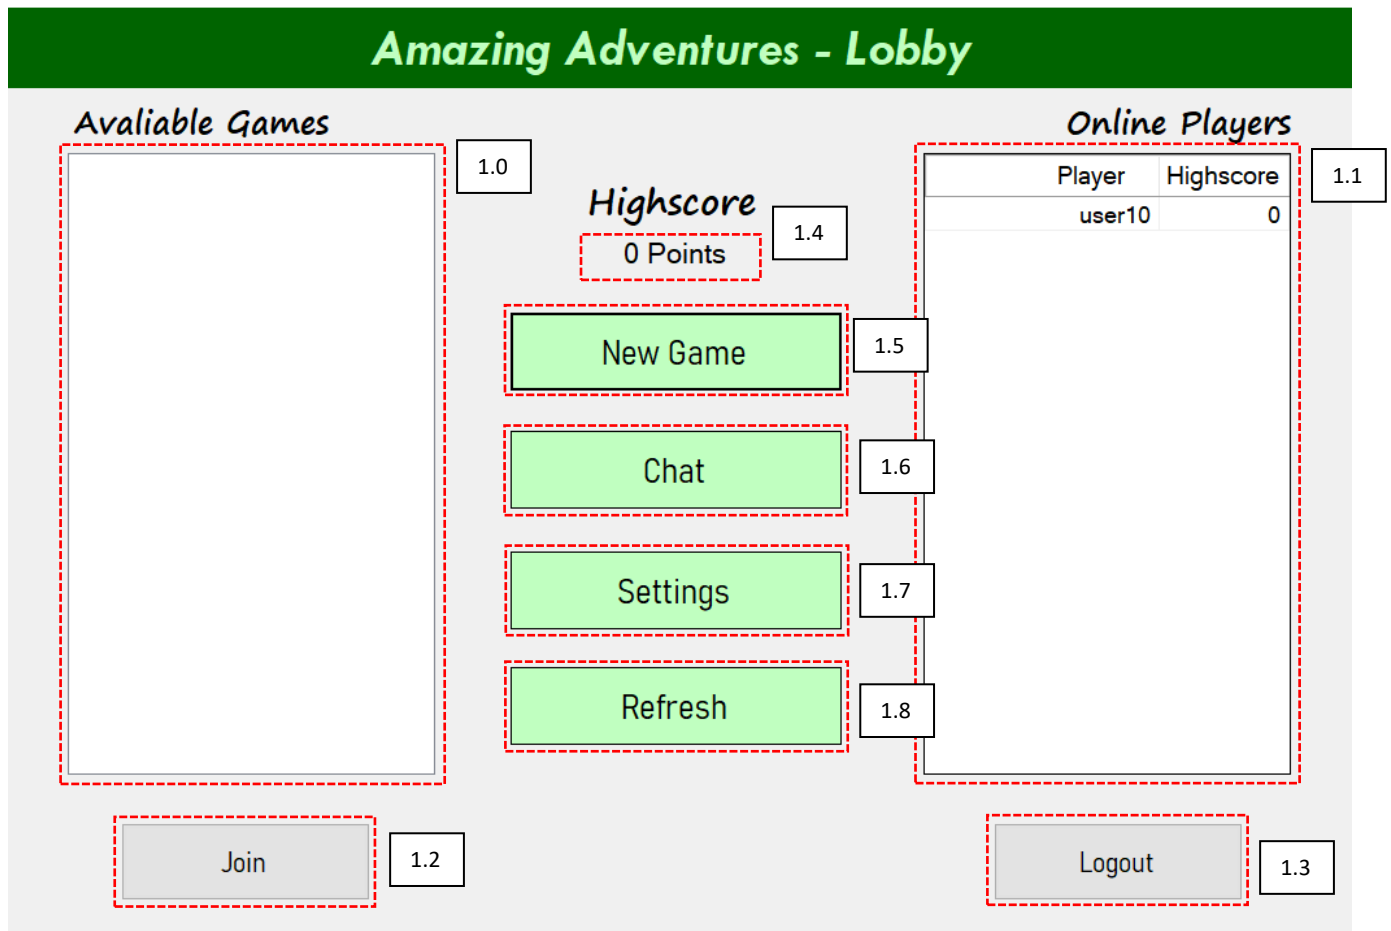 Amazing Adventures - Lobby
Avaliable Games
1.0
Highscore
0 Points
1.4
New Game
1.5
Chat
1.6
Settings
1.7
Refresh
1.8
Online Players
1.1
Player Highscore
user10 0
Join
1.2
Logout
1.3